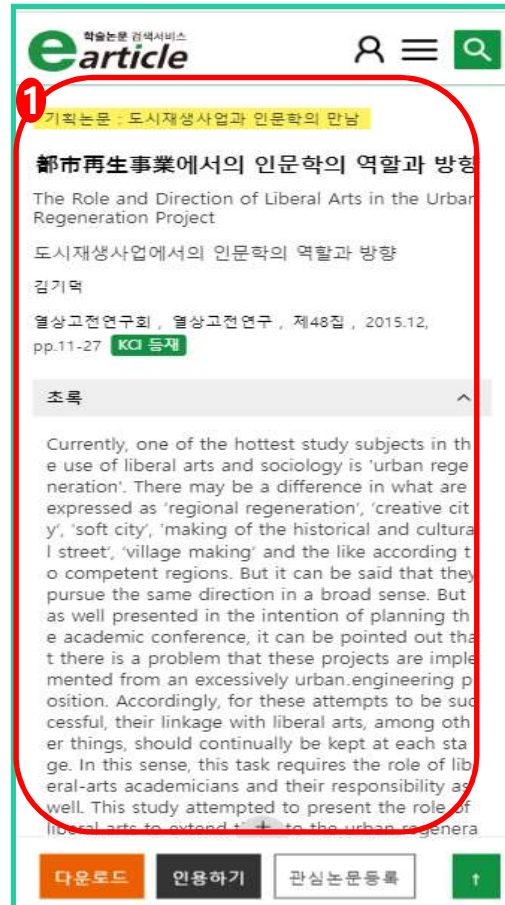 학술논문 검색서비스
earticle
1
기획논문 : 도시재생사업과 인문학의 만남
都市再生事業에서의 인문학의 역할과 방향
The Role and Direction of Liberal Arts in the Urban
Regeneration Project
도시재생사업에서의 인문학의 역할과 방향
김기덕
열상고전연구회 , 열상고전연구 , 제48집 , 2015.12,
pp.11-27 KCI 등재
초록
Currently, one of the hottest study subjects in th
e use of liberal arts and sociology is 'urban rege
neration'. There may be a difference in what are
expressed as 'regional regeneration', 'creative cit
y', 'soft city', 'making of the historical and cultura
l street', 'village making' and the like according t
o competent regions. But it can be said that they
pursue the same direction in a broad sense. But
as well presented in the intention of planning th
e academic conference, it can be pointed out tha
t there is a problem that these projects are imple
mented from an excessively urban.engineering p
osition. Accordingly, for these attempts to be suc
cessful, their linkage with liberal arts, among oth
er things, should continually be kept at each sta
ge. In this sense, this task requires the role of lib
eral-arts academicians and their responsibility as
well. This study attempted to present the role of
liberal arts to extend + to the urban regenera
다운로드 인용하기 관심논문등록 ↑